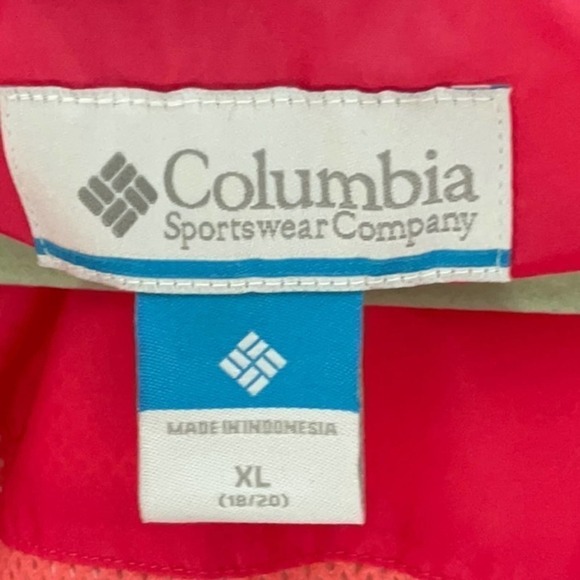 Columbia
Sportswear Company
MADE IN INDONESIA
XL
(18/20)